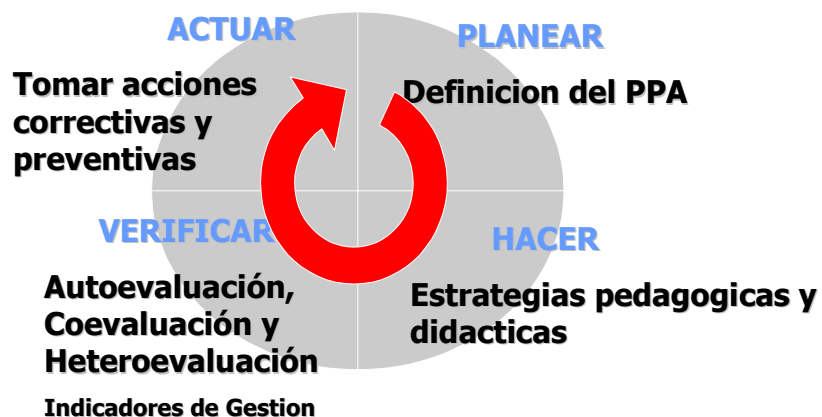 ACTUAR
Tomar acciones
correctivas y
preventivas
PLANEAR
Definicion del PPA
VERIFICAR
Autoevaluación,
Coevaluación y
Heteroevaluación
Indicadores de Gestion
HACER
Estrategias pedagogicas y
didacticas